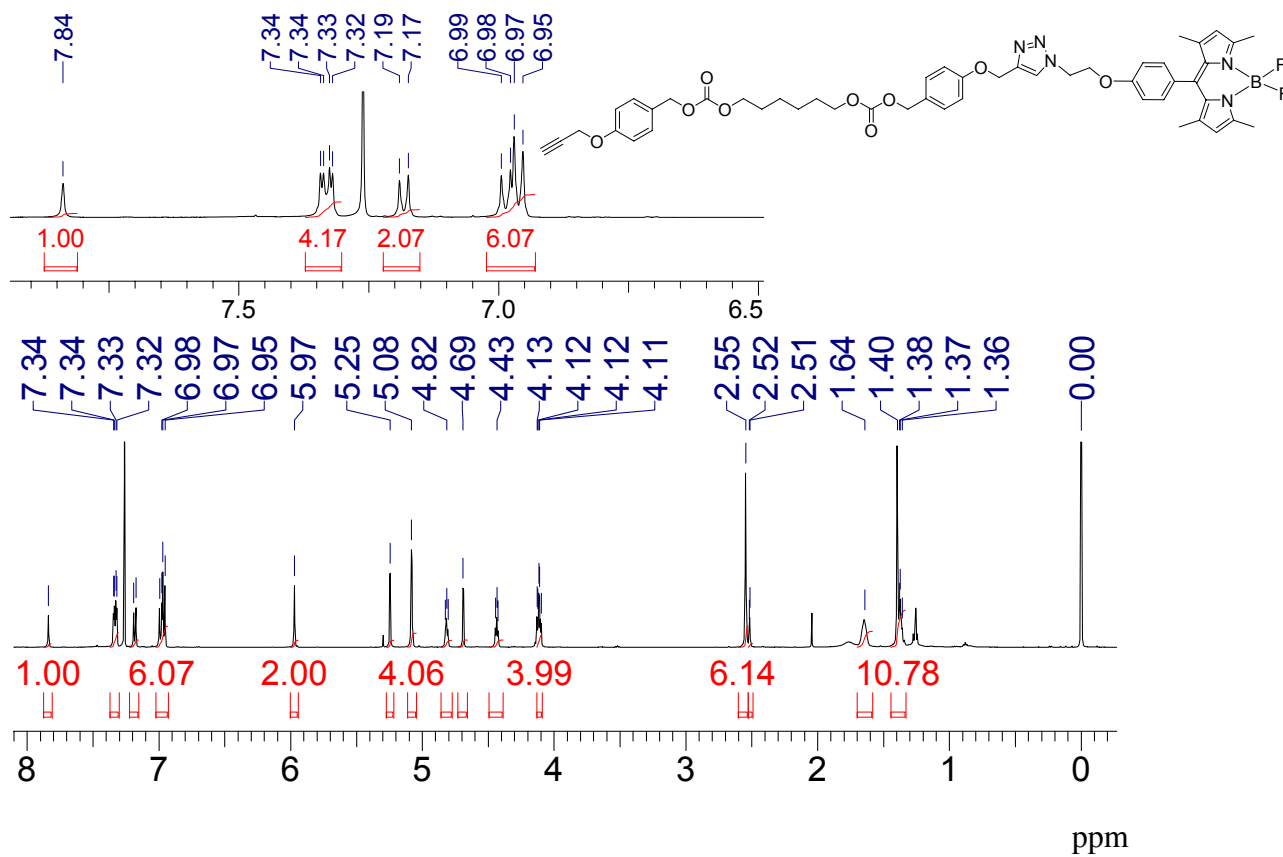 7.84 7.34 7.34 7.33 7.32 7.19 7.17 6.99 6.98 6.97 6.95
N N N
N
O O O O O O O O O
N N B F F
1.00 4.17 2.07 6.07
7.5 7.0 6.5
7.34 7.34 7.33 7.32 6.98 6.97 6.95 5.97 5.25 5.08 4.82 4.69 4.43 4.13 4.12 4.12 4.11 2.55 2.52 2.51 1.64 1.40 1.38 1.37 1.36 0.00
1.00 6.07 2.00 4.06 3.99 6.14 10.78
8 7 6 5 4 3 2 1 0
ppm